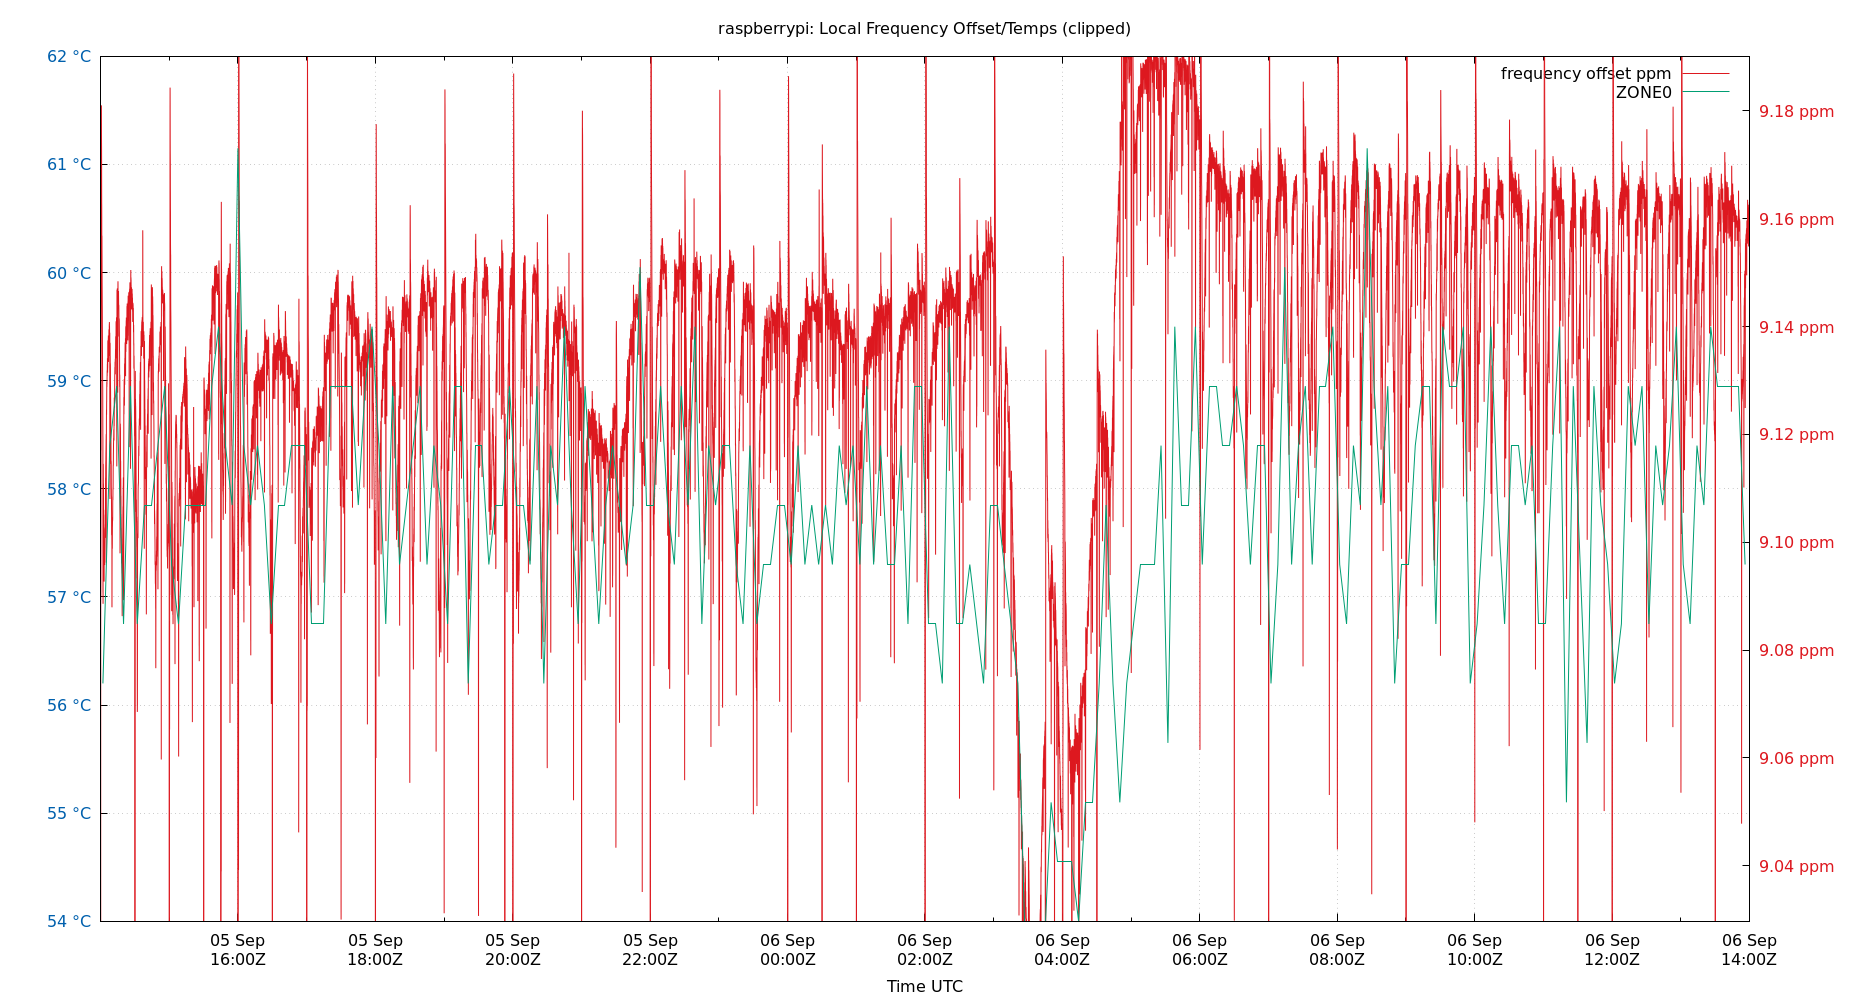 raspberrypi: Local Frequency Offset/Temps (clipped)
62 °C
61 °C
60 °C
59 °C
58 °C
57 °C
56 °C
55 °C
54 °C
frequency offset ppm
ZONE0
9.18 ppm
9.16 ppm
9.14 ppm
9.12 ppm
9.10 ppm
9.08 ppm
9.06 ppm
9.04 ppm
05 Sep 05 Sep 05 Sep 05 Sep 06 Sep 06 Sep 06 Sep 06 Sep 06 Sep 06 Sep 06 Sep 06 Sep
16:00Z 18:00Z 20:00Z 22:00Z 00:00Z 02:00Z 04:00Z 06:00Z 08:00Z 10:00Z 12:00Z 14:00Z
Time UTC